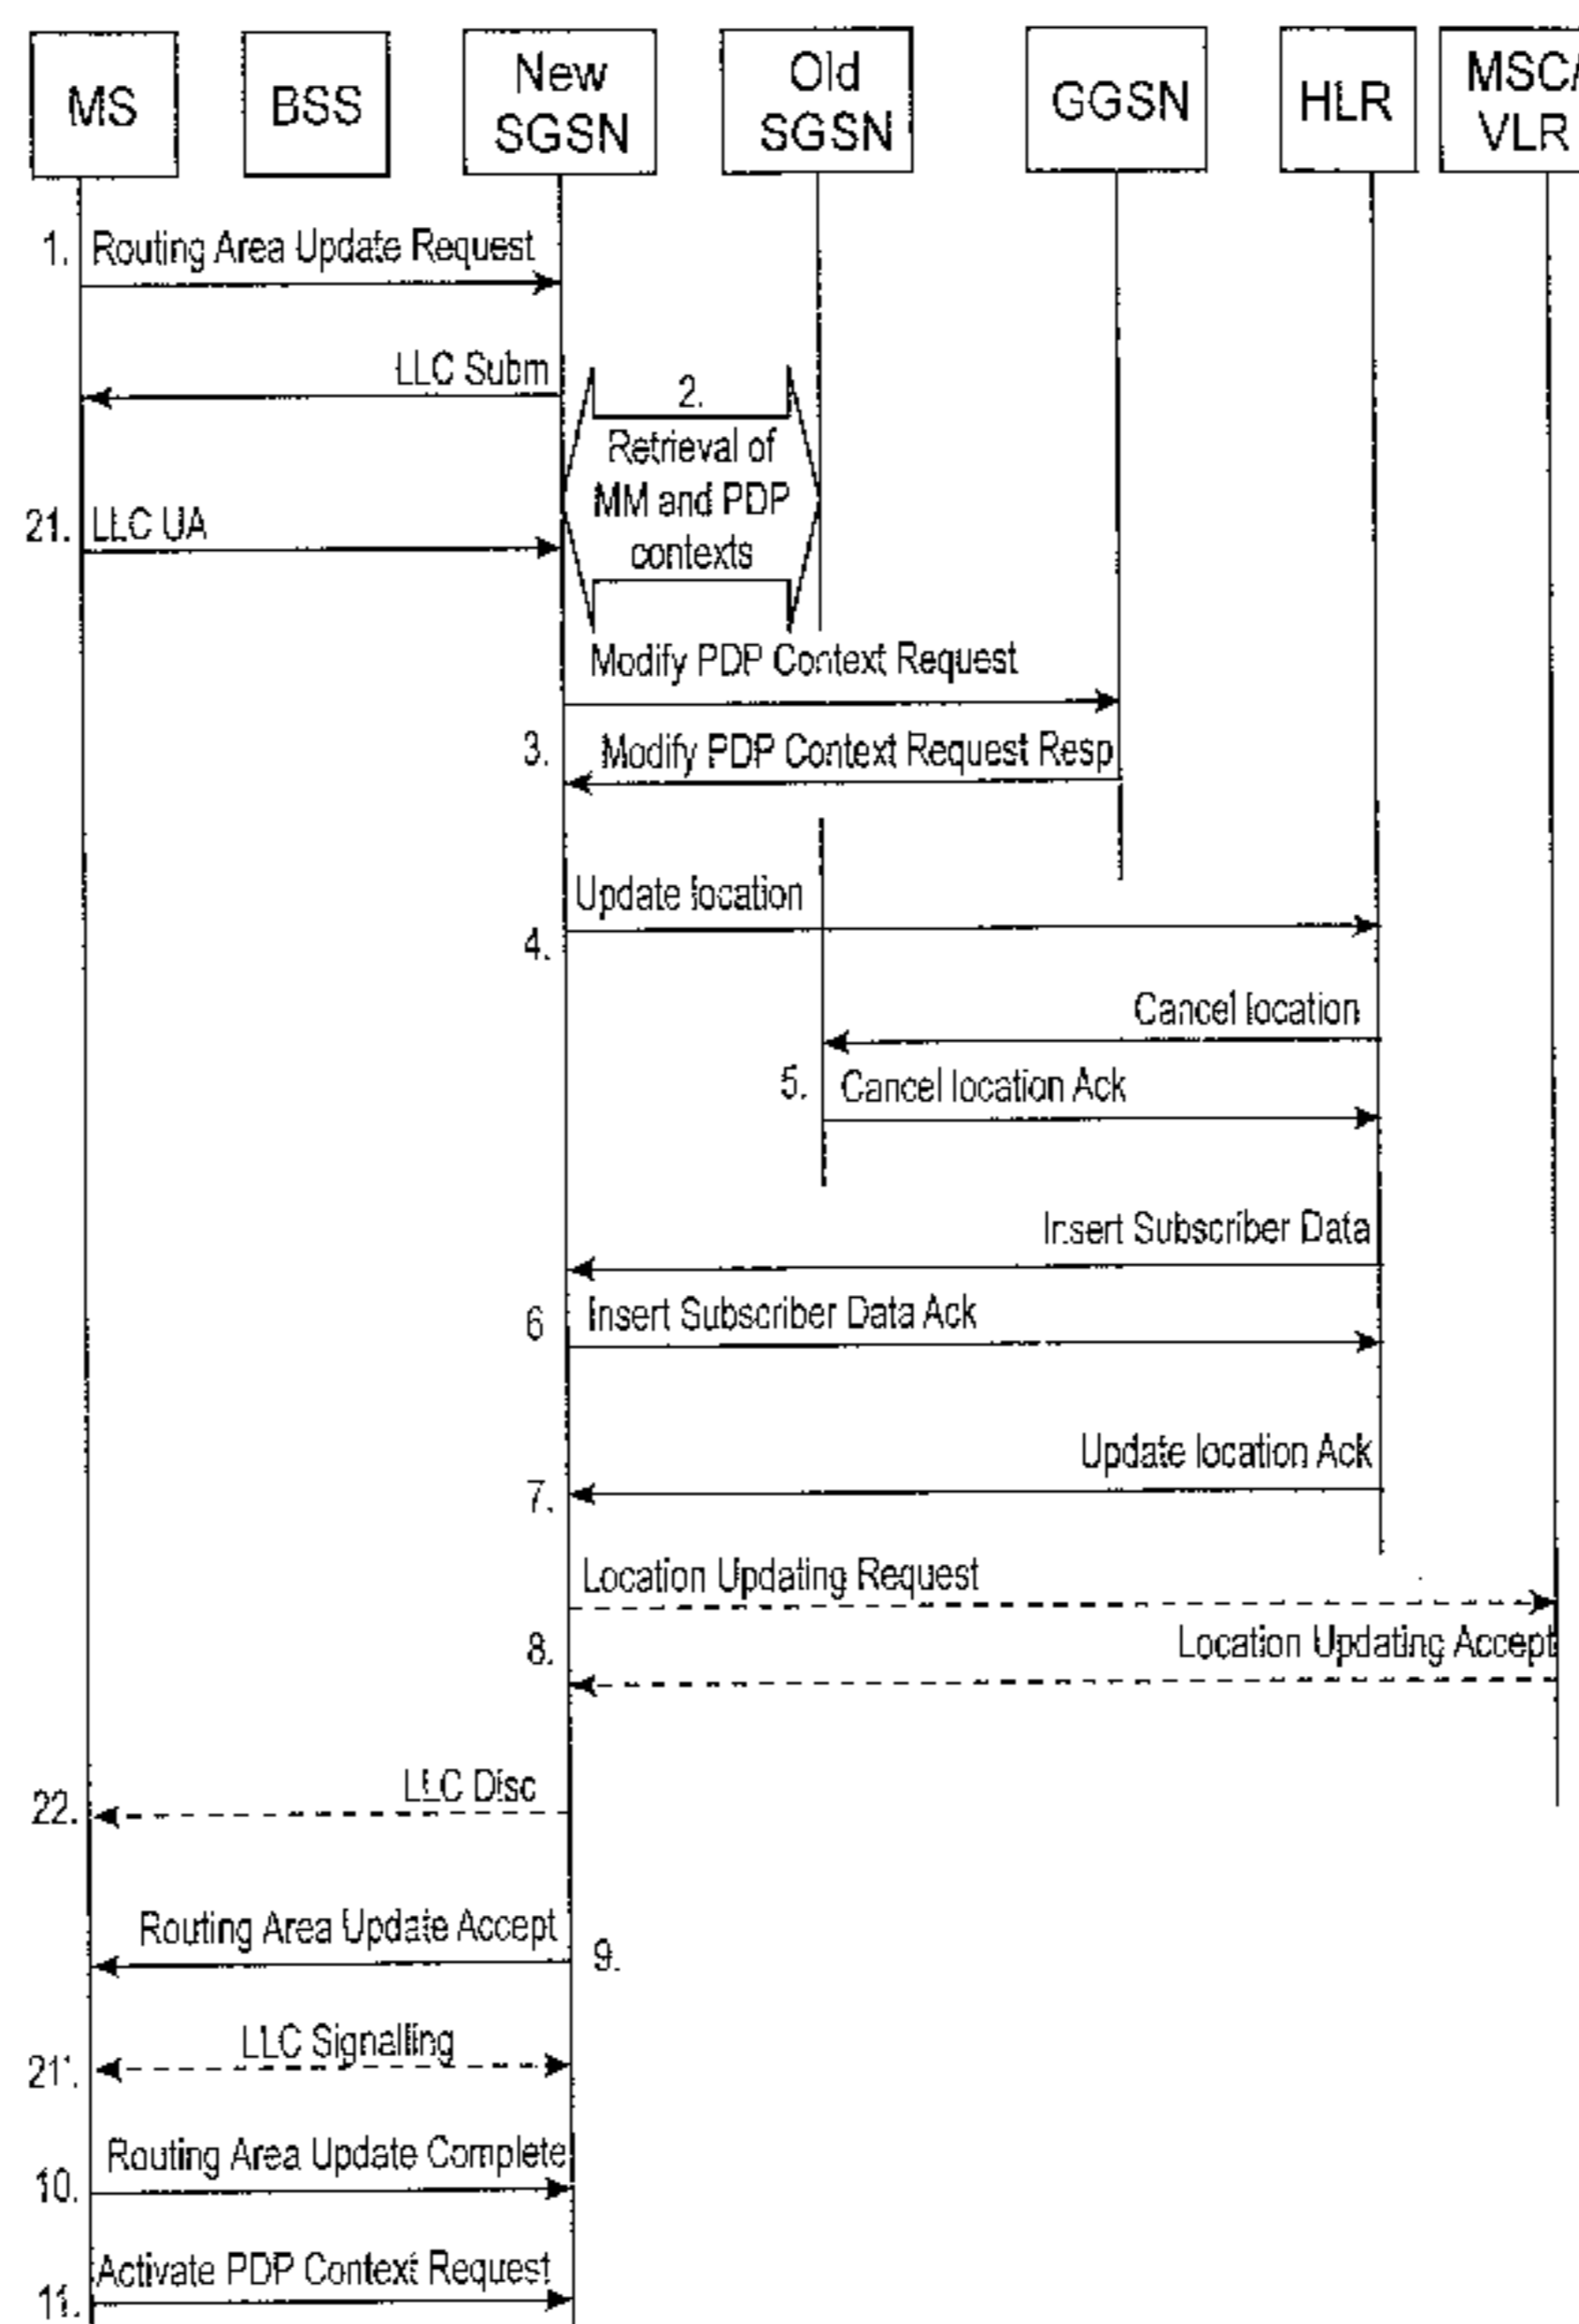 MS
BSS
New
SGSN
Old
SGSN
GGSN
HLR
MSC/
VLR
1. Routing Area Update Request
LLC Subm
2.
Retrieval of
MM and PDP
contexts
21. LLC UA
Modify PDP Context Request
3. Modify PDP Context Request Resp
Update location
4.
Cancel location
5. Cancel location Ack
Insert Subscriber Data
6 Insert Subscriber Data Ack
Update location Ack
7.
Location Updating Request
8. Location Updating Accept
LLC Disc
22.
Routing Area Update Accept
9.
LLC Signalling
21'.
Routing Area Update Complete
10.
Activate PDP Context Request
11.